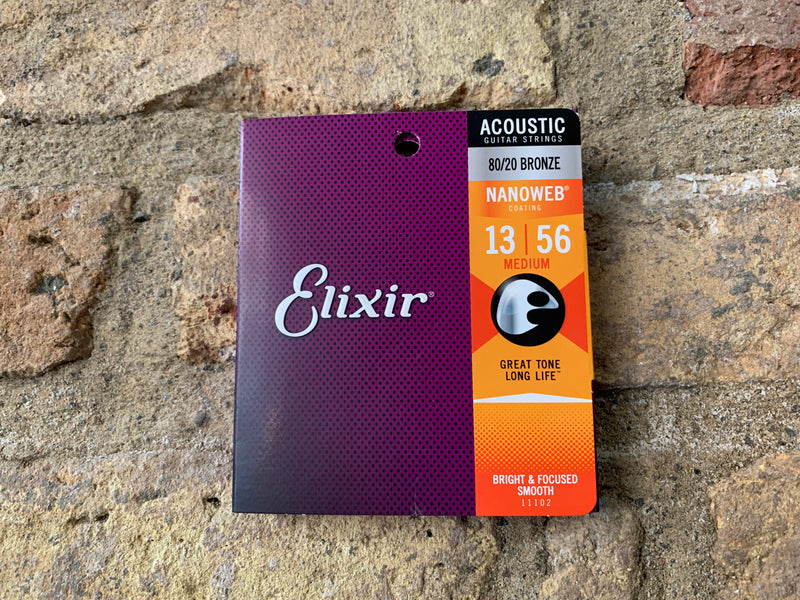 Elixir®
ACOUSTIC
GUITAR STRINGS
80/20 BRONZE
NANOWEB®
COATING
13 | 56
MEDIUM
GREAT TONE
LONG LIFE™
BRIGHT & FOCUSED
SMOOTH
11102